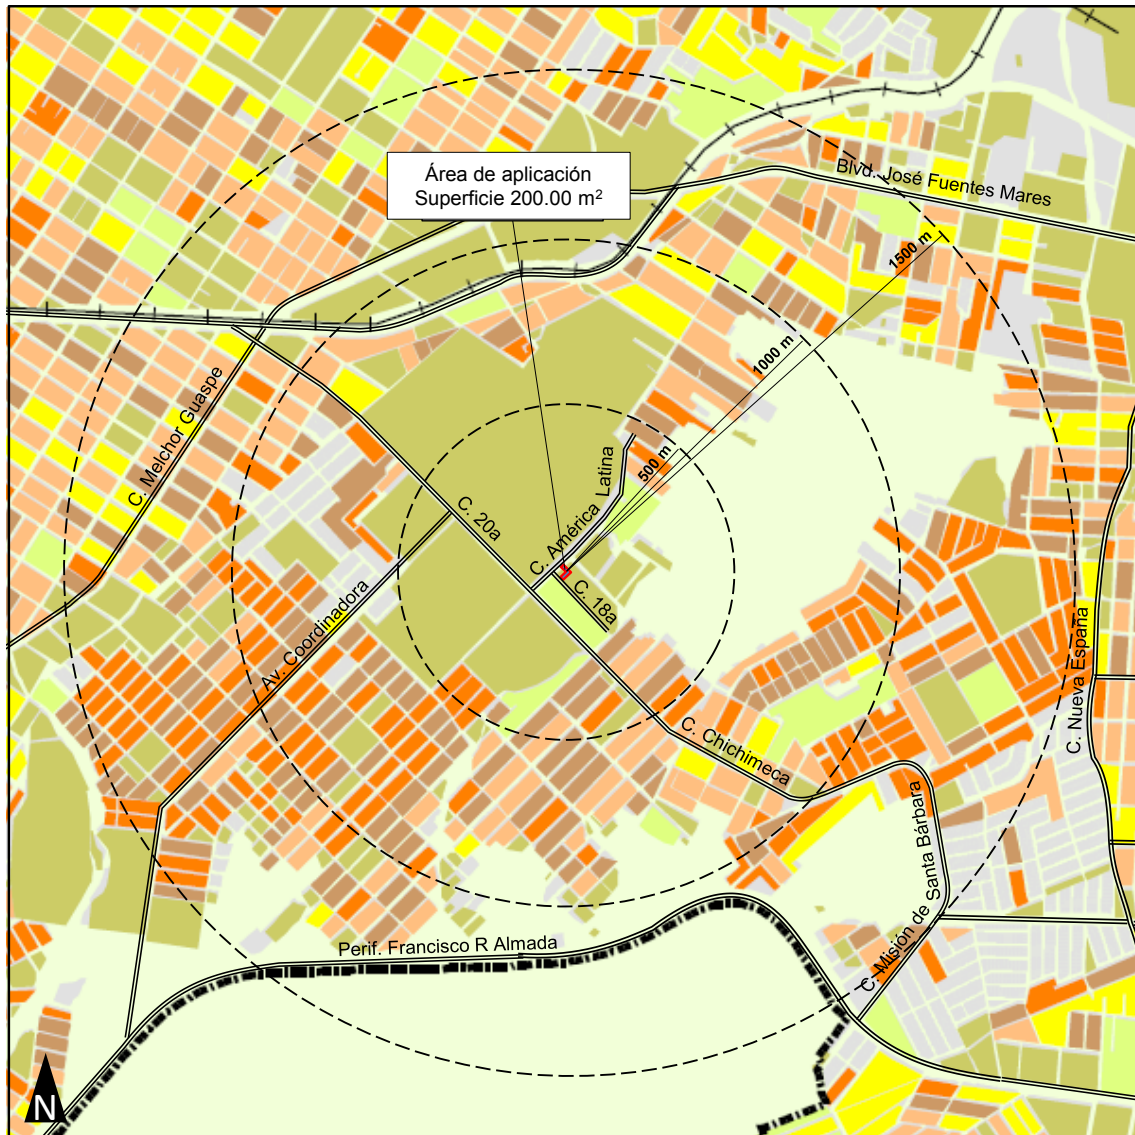 Área de aplicación
Superficie 200.00 m²
Blvd. José Fuentes Mares
1500 m
1000 m
500 m
C. Melchor Guaspe
C. 20a
C. América Latina
C. 18a
Av. Coordinadora
C. Nueva España
C. Chichimeca
C. Misión de Santa Bárbara
Perif. Francisco R Almada
N